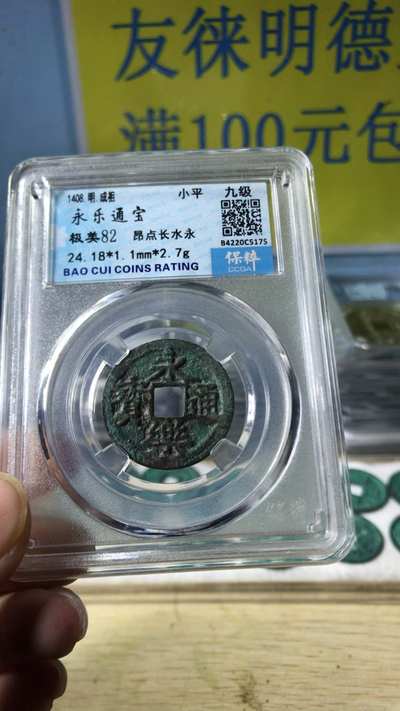 友徕明德
满100元包
1408.明.成祖 小平 九级
永乐通宝
极美82 昂点长水永
24.18*1.1mm*2.7g
B4220C5175
保粹
CCGA
BAO CUI COINS RATING
永樂通寶